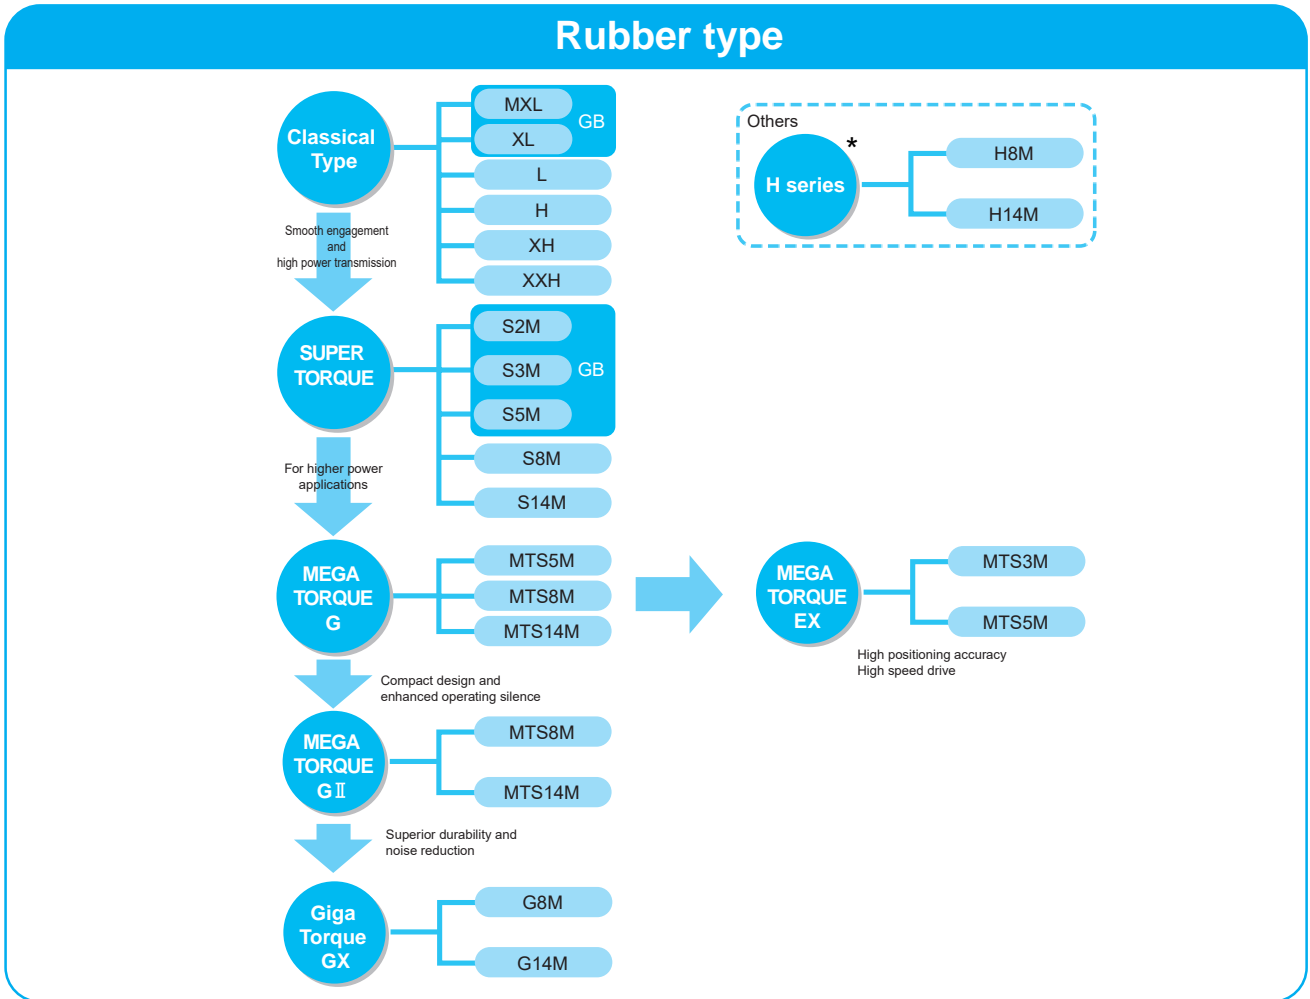 Rubber type
Classical
Type
MXL
XL
GB
L
H
XH
XXH
Others
H series
*
H8M
H14M
Smooth engagement
and
high power transmission
SUPER
TORQUE
S2M
S3M
S5M
GB
S8M
S14M
For higher power
applications
MEGA
TORQUE
G
MTS5M
MTS8M
MTS14M
MEGA
TORQUE
EX
MTS3M
MTS5M
High positioning accuracy
High speed drive
Compact design and
enhanced operating silence
MEGA
TORQUE
GⅡ
MTS8M
MTS14M
Superior durability and
noise reduction
Giga
Torque
GX
G8M
G14M